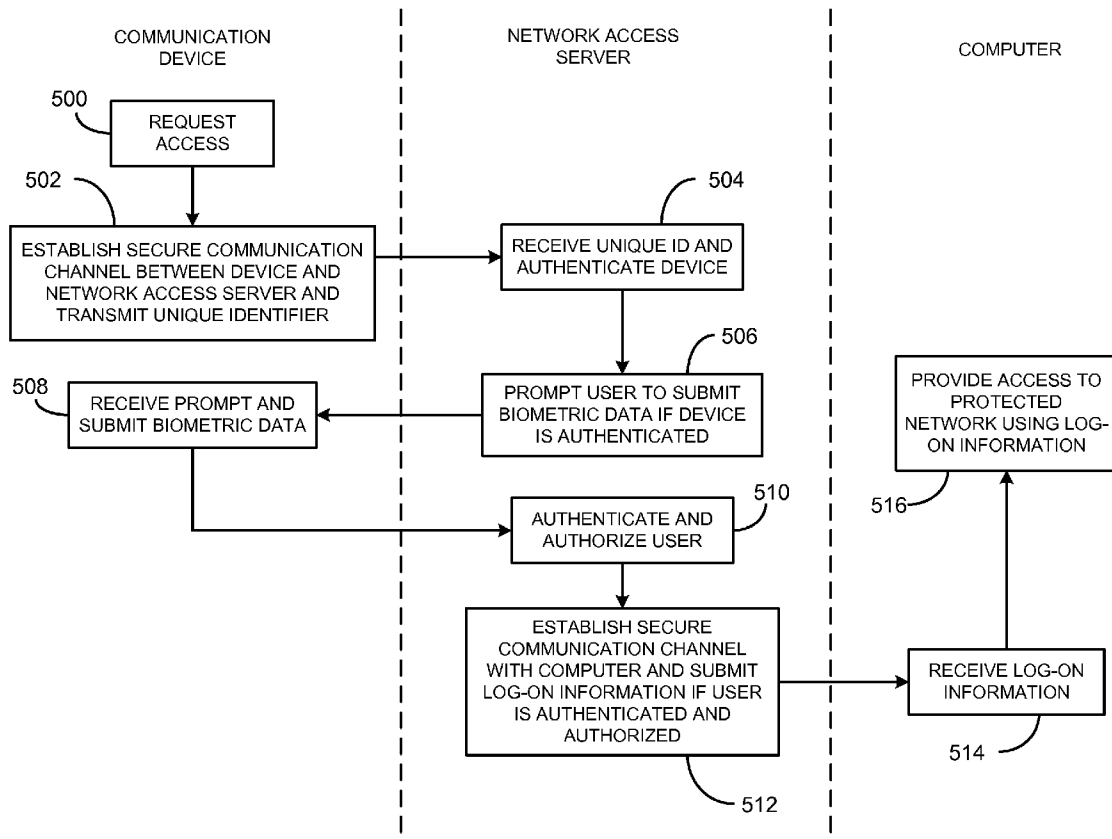 COMMUNICATION
DEVICE
NETWORK ACCESS
SERVER
COMPUTER
500
REQUEST
ACCESS
502
ESTABLISH SECURE COMMUNICATION
CHANNEL BETWEEN DEVICE AND
NETWORK ACCESS SERVER AND
TRANSMIT UNIQUE IDENTIFIER
504
RECEIVE UNIQUE ID AND
AUTHENTICATE DEVICE
506
PROMPT USER TO SUBMIT
BIOMETRIC DATA IF DEVICE
IS AUTHENTICATED
508
RECEIVE PROMPT AND
SUBMIT BIOMETRIC DATA
510
AUTHENTICATE AND
AUTHORIZE USER
ESTABLISH SECURE
COMMUNICATION CHANNEL
WITH COMPUTER AND SUBMIT
LOG-ON INFORMATION IF USER
IS AUTHENTICATED AND
AUTHORIZED
512
RECEIVE LOG-ON
INFORMATION
514
PROVIDE ACCESS TO
PROTECTED
NETWORK USING LOG-
ON INFORMATION
516